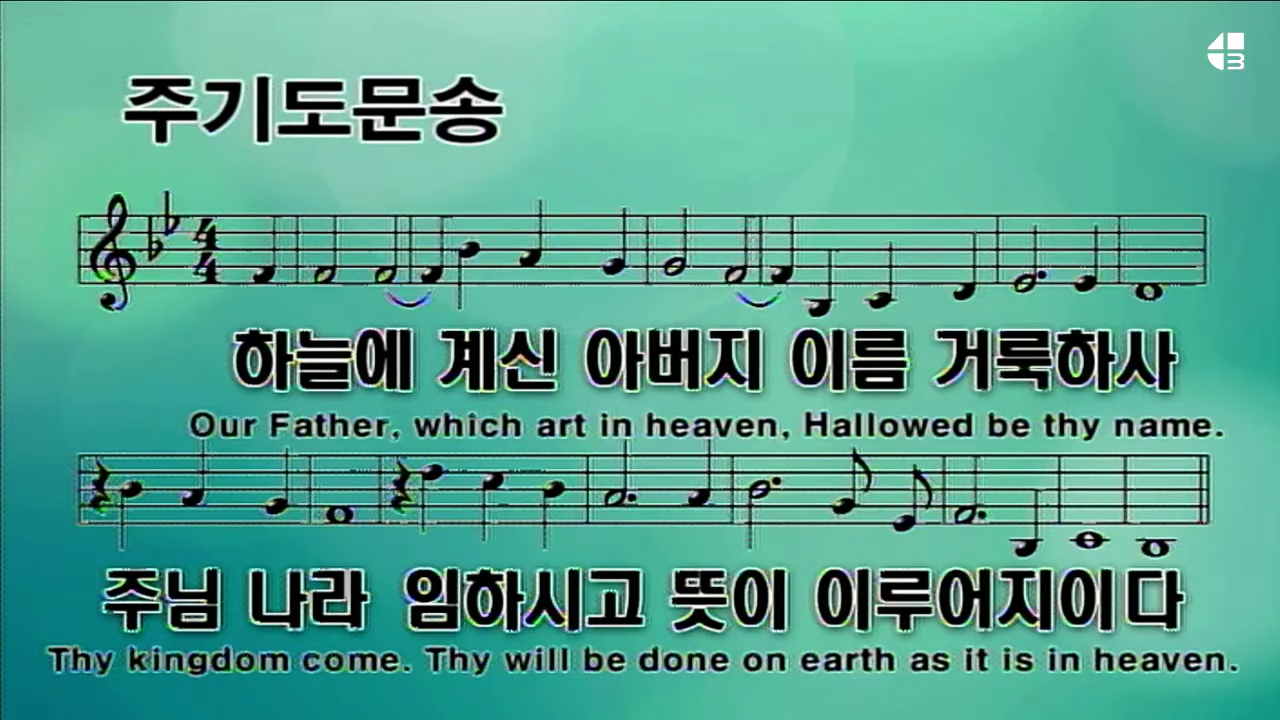 주기도문송
하늘에 계신 아버지 이름 거룩하사
Our Father, which art in heaven, Hallowed be thy name.
주님 나라 임하시고 뜻이 이루어지이다
Thy kingdom come. Thy will be done on earth as it is in heaven.